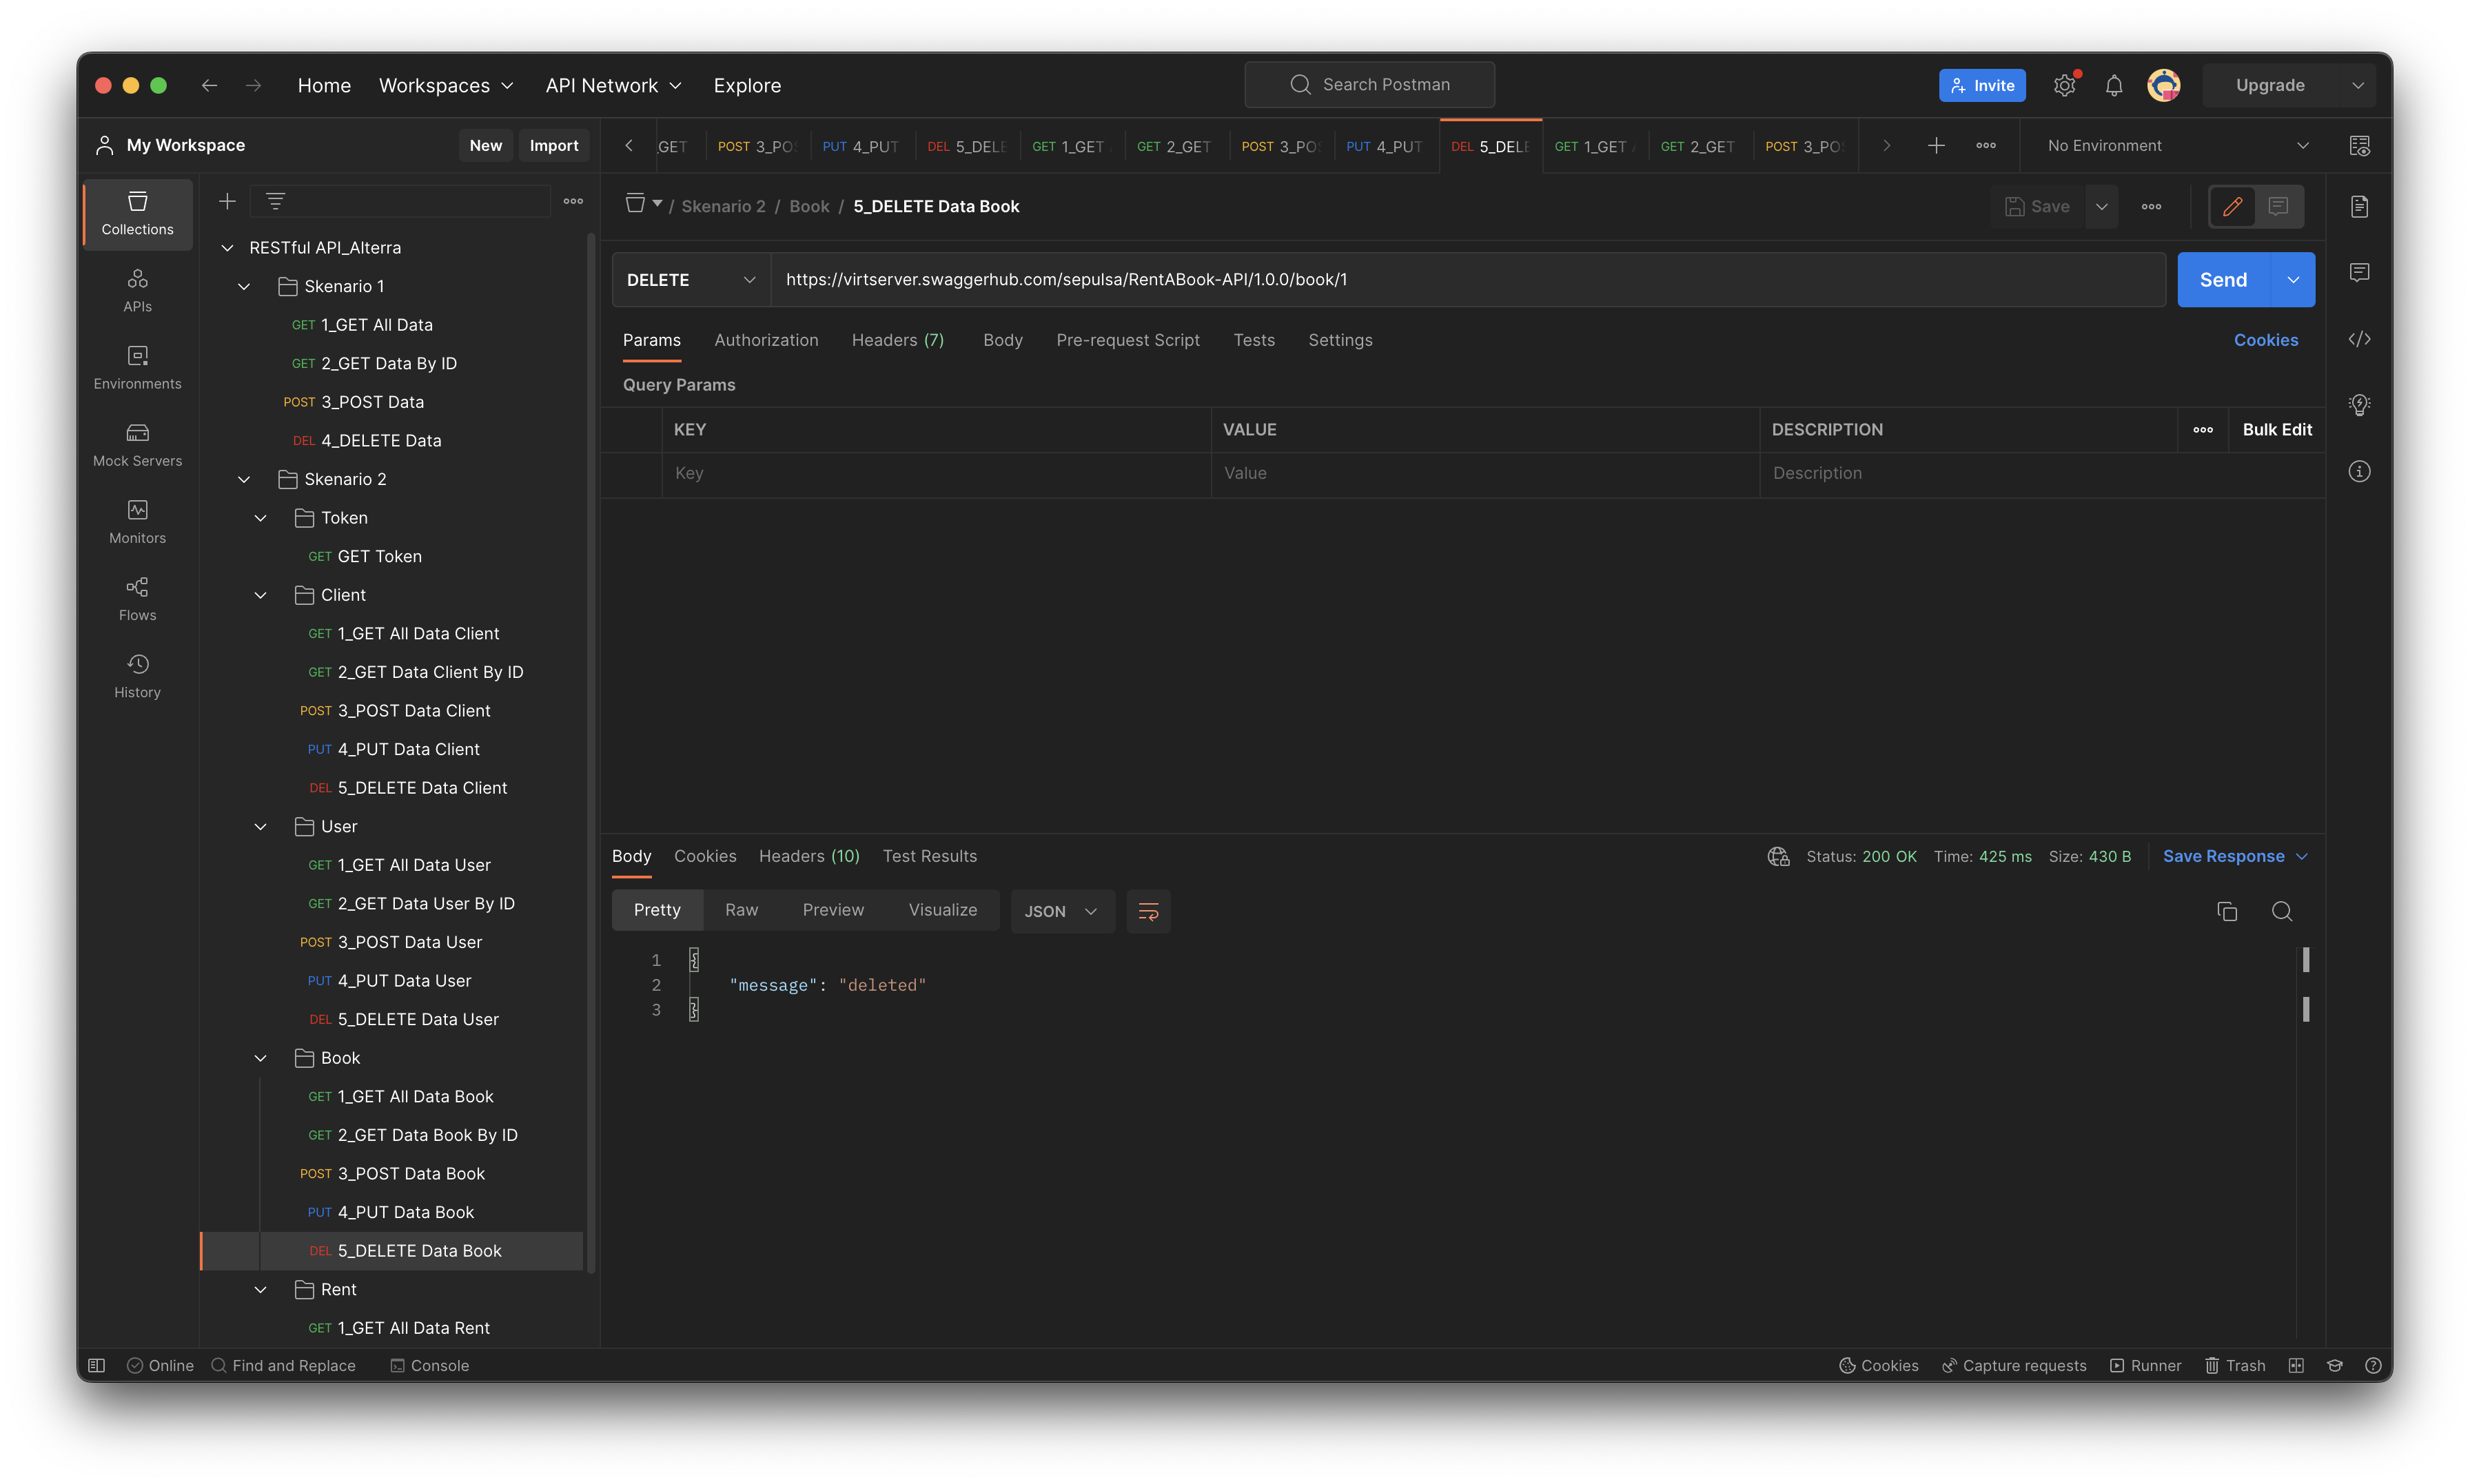 Home Workspaces API Network Explore
Search Postman
Invite
Upgrade
My Workspace
New Import
GET POST 3_PO PUT 4_PUT DEL 5_DELE GET 1_GET GET 2_GET POST 3_PO PUT 4_PUT DEL 5_DELE GET 1_GET GET 2_GET POST 3_PO
No Environment
Collections
APIs
Environments
Mock Servers
Monitors
Flows
History
RESTful API_Alterra
Skenario 1
GET 1_GET All Data
GET 2_GET Data By ID
POST 3_POST Data
DEL 4_DELETE Data
Skenario 2
Token
GET GET Token
Client
GET 1_GET All Data Client
GET 2_GET Data Client By ID
POST 3_POST Data Client
PUT 4_PUT Data Client
DEL 5_DELETE Data Client
User
GET 1_GET All Data User
GET 2_GET Data User By ID
POST 3_POST Data User
PUT 4_PUT Data User
DEL 5_DELETE Data User
Book
GET 1_GET All Data Book
GET 2_GET Data Book By ID
POST 3_POST Data Book
PUT 4_PUT Data Book
DEL 5_DELETE Data Book
Rent
GET 1_GET All Data Rent
/ Skenario 2 / Book / 5_DELETE Data Book
Save
DELETE https://virtserver.swaggerhub.com/sepulsa/RentABook-API/1.0.0/book/1
Send
Params Authorization Headers (7) Body Pre-request Script Tests Settings
Cookies
Query Params
KEY VALUE DESCRIPTION Bulk Edit
Key Value Description
Body Cookies Headers (10) Test Results
Status: 200 OK Time: 425 ms Size: 430 B Save Response
Pretty Raw Preview Visualize JSON
1 {
2 "message": "deleted"
3 }
Online Find and Replace Console
Cookies Capture requests Runner Trash